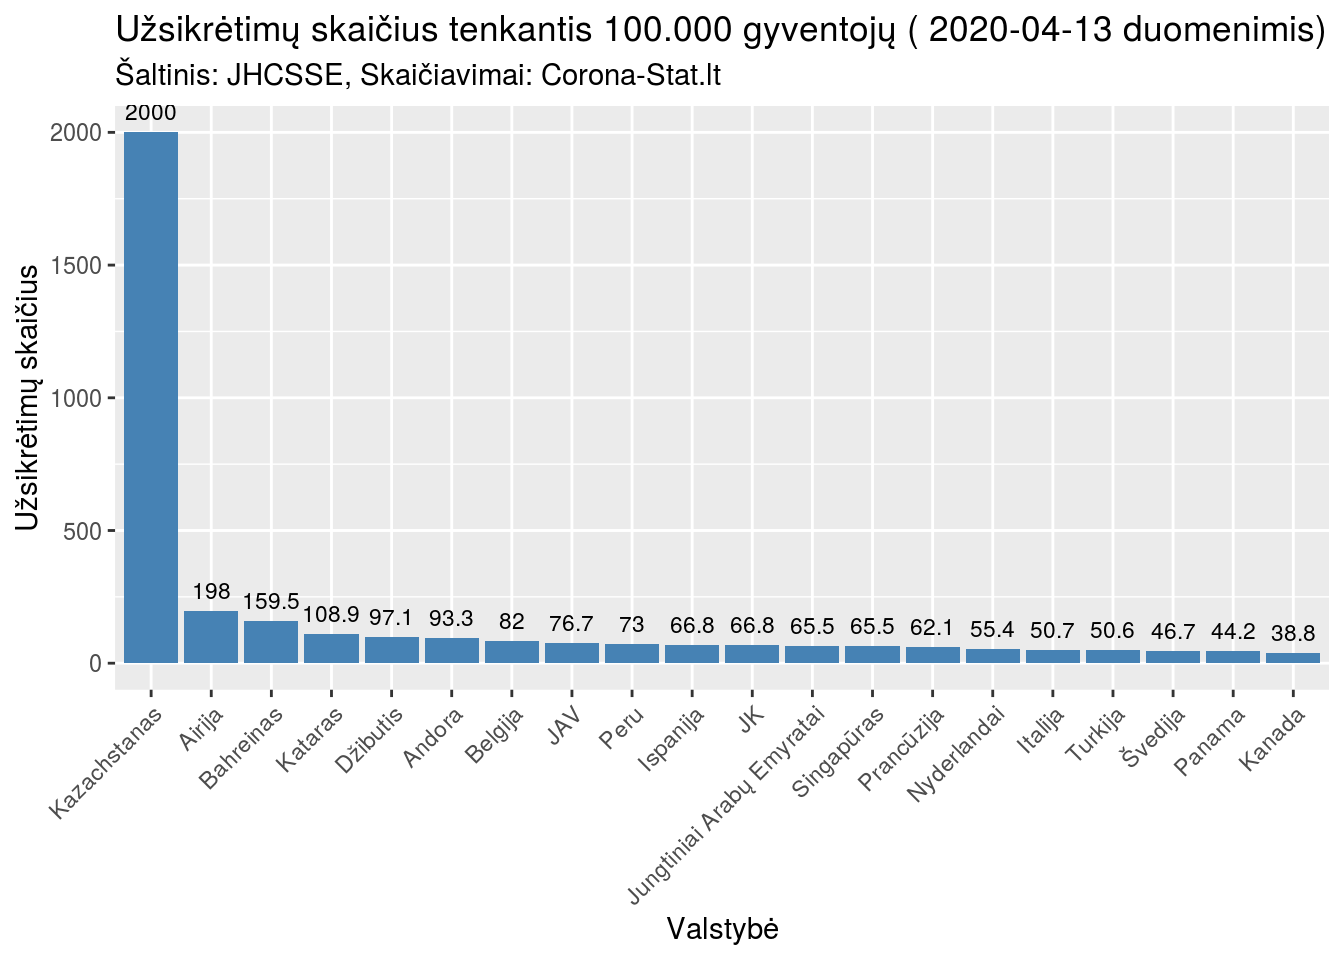 Užsikrėtimų skaičius tenkantis 100.000 gyventojų ( 2020-04-13 duomenimis)
Šaltinis: JHCSSE, Skaičiavimai: Corona-Stat.lt
Užsikrėtimų skaičius
2000
1500
1000
500
0
2000
198
159.5
108.9
97.1
93.3
82
76.7
73
66.8
66.8
65.5
65.5
62.1
55.4
50.7
50.6
46.7
44.2
38.8
Kazachstanas
Airija
Bahreinas
Kataras
Džibutis
Andora
Belgija
JAV
Peru
Ispanija
JK
Jungtiniai Arabų Emyratai
Singapūras
Prancūzija
Nyderlandai
Italija
Turkija
Švedija
Panama
Kanada
Valstybė